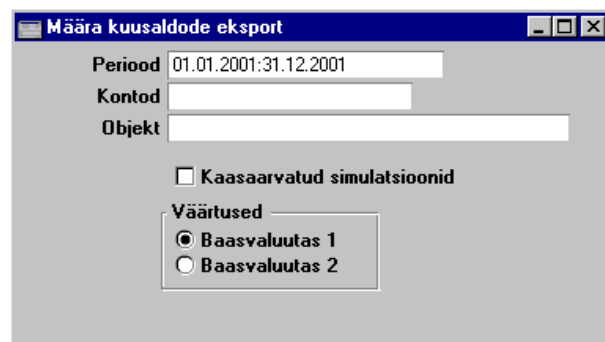 Määra kuusaldode eksport
Periood 01.01.2001:31.12.2001
Kontod
Objekt
Kaasaarvatud simulatsioonid
Väärtused
Baasvaluutas 1
Baasvaluutas 2